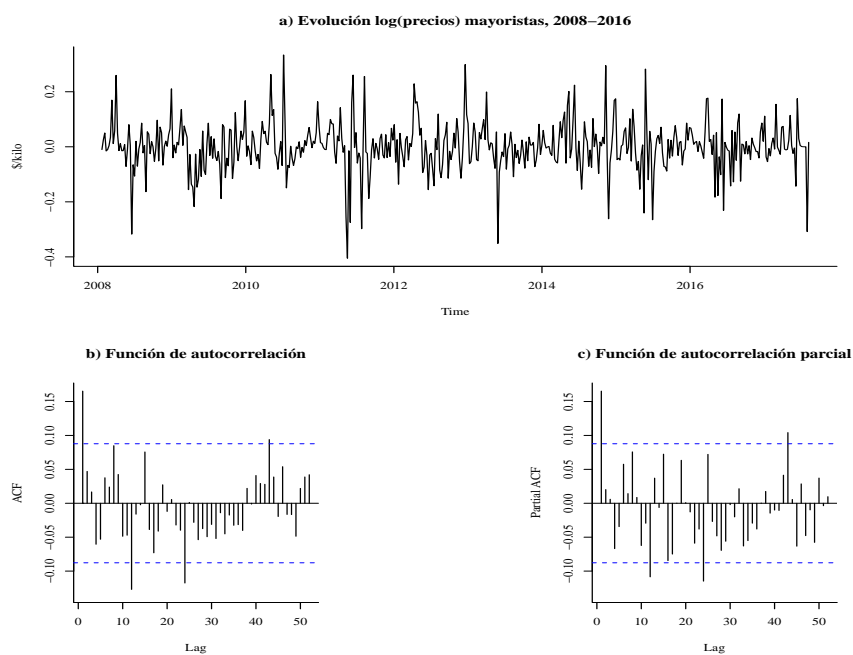 a) Evolución log(precios) mayoristas, 2008−2016
$/kilo
0.2
0.0
−0.2
−0.4
2008 2010 2012 2014 2016
Time
b) Función de autocorrelación
ACF
0.15
0.10
0.05
0.00
−0.05
−0.10
0 10 20 30 40 50
Lag
c) Función de autocorrelación parcial
Partial ACF
0.15
0.10
0.05
0.00
−0.05
−0.10
0 10 20 30 40 50
Lag